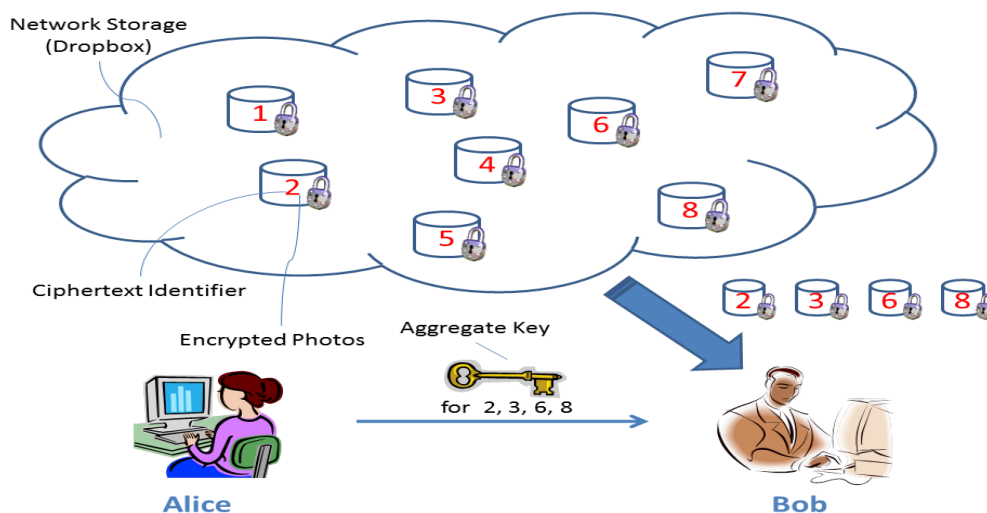 Network Storage
(Dropbox)
1
3
7
6
4
2
8
5
Ciphertext Identifier
2
3
6
8
Encrypted Photos
Aggregate Key
for 2, 3, 6, 8
Alice
Bob